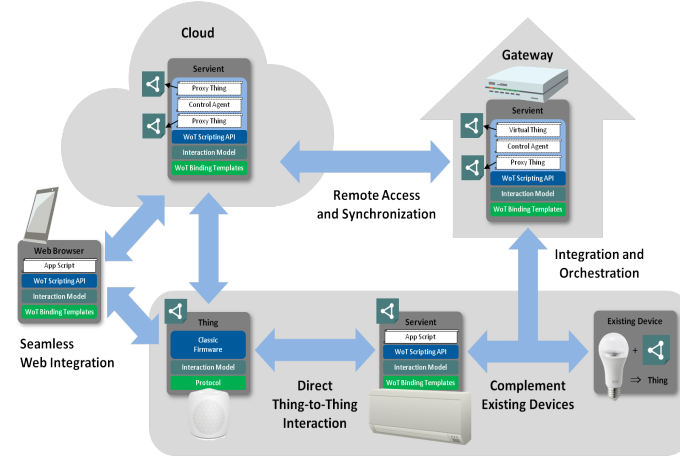 Cloud
Servient
Proxy Thing
Control Agent
Proxy Thing
WoT Scripting API
Interaction Model
WoT Binding Templates
Gateway
Servient
Virtual Thing
Control Agent
Proxy Thing
WoT Scripting API
Interaction Model
WoT Binding Templates
Remote Access
and Synchronization
Web Browser
App Script
WoT Scripting API
Interaction Model
WoT Binding Templates
Seamless
Web Integration
Integration and
Orchestration
Thing
Classic
Firmware
Interaction Model
Protocol
Direct
Thing-to-Thing
Interaction
Servient
App Script
WoT Scripting API
Interaction Model
WoT Binding Templates
Complement
Existing Devices
Existing Device
+
⇒ Thing